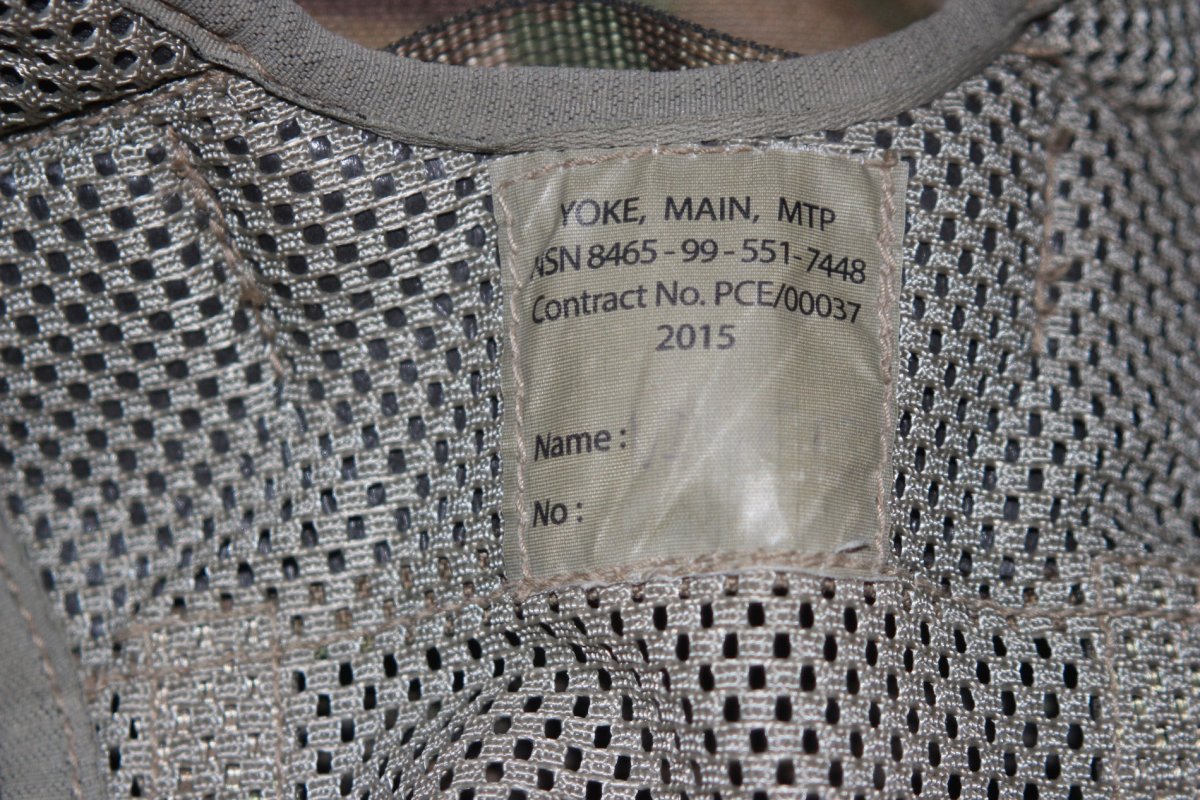 YOKE, MAIN, MTP
NSN 8465-99-551-7448
Contract No. PCE/00037
2015
Name :
No :